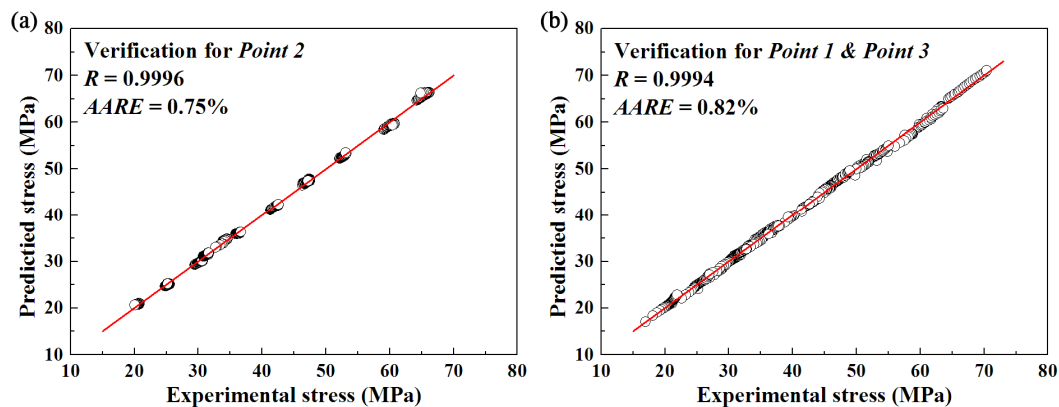 (a)
Verification for Point 2
R = 0.9996
AARE = 0.75%
Predictied stress (MPa)
80
70
60
50
40
30
20
10
10 20 30 40 50 60 70 80
Experimental stress (MPa)
(b)
Verification for Point 1 & Point 3
R = 0.9994
AARE = 0.82%
Predictied stress (MPa)
80
70
60
50
40
30
20
10
10 20 30 40 50 60 70 80
Experimental stress (MPa)